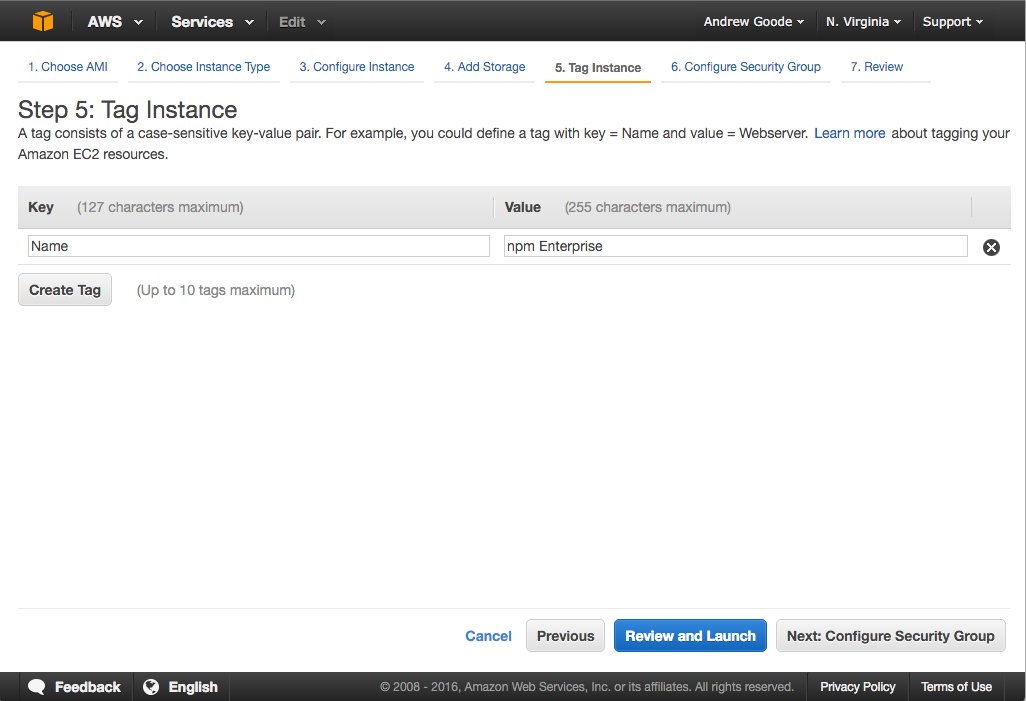 AWS Services Edit Andrew Goode N. Virginia Support
1. Choose AMI 2. Choose Instance Type 3. Configure Instance 4. Add Storage 5. Tag Instance 6. Configure Security Group 7. Review
Step 5: Tag Instance
A tag consists of a case-sensitive key-value pair. For example, you could define a tag with key = Name and value = Webserver. Learn more about tagging your
Amazon EC2 resources.
Key (127 characters maximum) Value (255 characters maximum)
Name npm Enterprise
Create Tag (Up to 10 tags maximum)
Cancel Previous Review and Launch Next: Configure Security Group
Feedback English © 2008 - 2016, Amazon Web Services, Inc. or its affiliates. All rights reserved. Privacy Policy Terms of Use